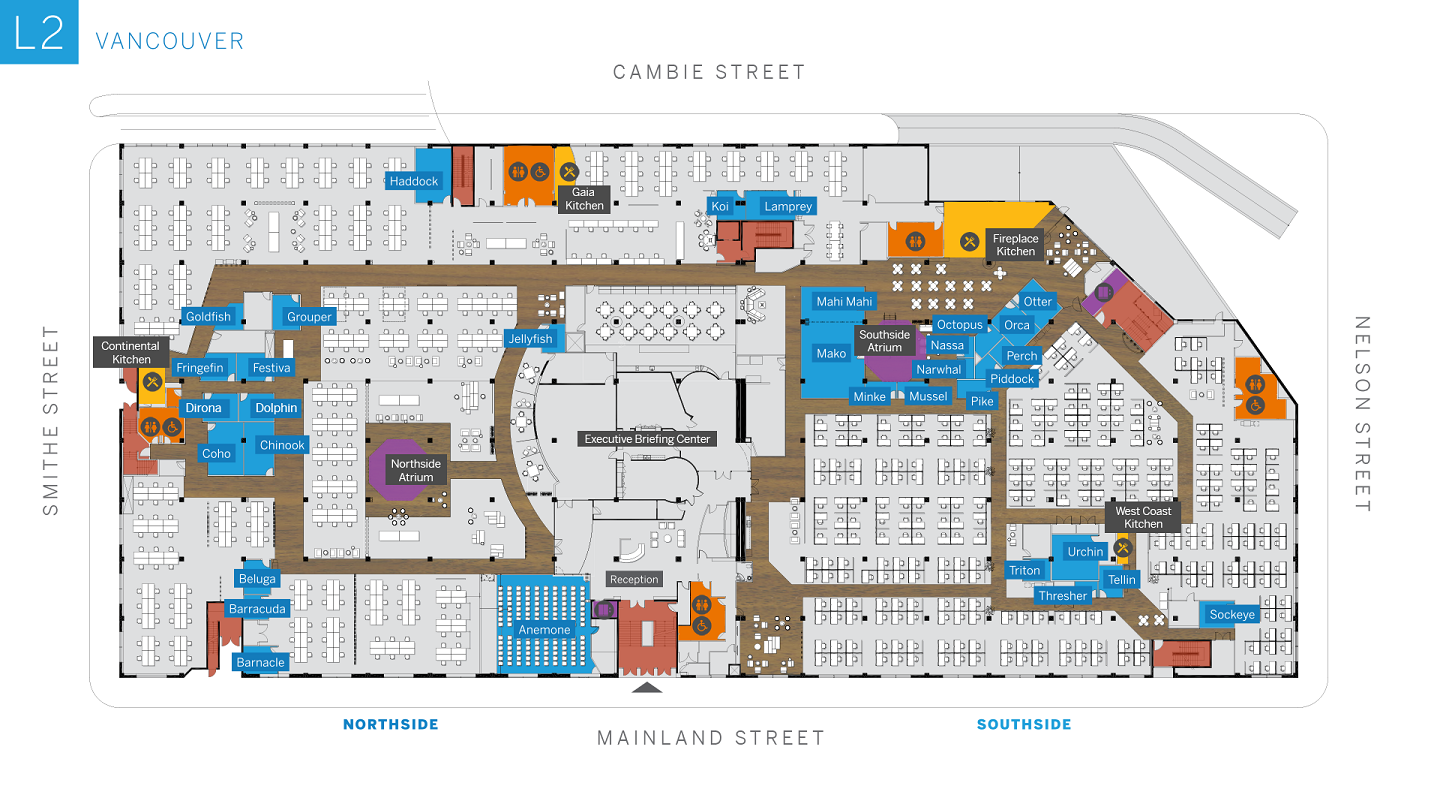 L2 VANCOUVER
CAMBIE STREET
Haddock
Gaia
Kitchen
Koi
Lamprey
Fireplace
Kitchen
Goldfish
Grouper
Mahi Mahi
Otter
Octopus
Orca
Jellyfish
Southside
Atrium
Nassa
Continental
Kitchen
Mako
Perch
Fringefin
Festiva
Narwhal
Piddock
Minke
Mussel
Pike
Dirona
Dolphin
SMITHE STREET
NELSON STREET
Executive Briefing Center
Chinook
Coho
Northside
Atrium
West Coast
Kitchen
Urchin
Triton
Beluga
Reception
Tellin
Thresher
Barracuda
Sockeye
Anemone
Barnacle
NORTHSIDE
SOUTHSIDE
MAINLAND STREET